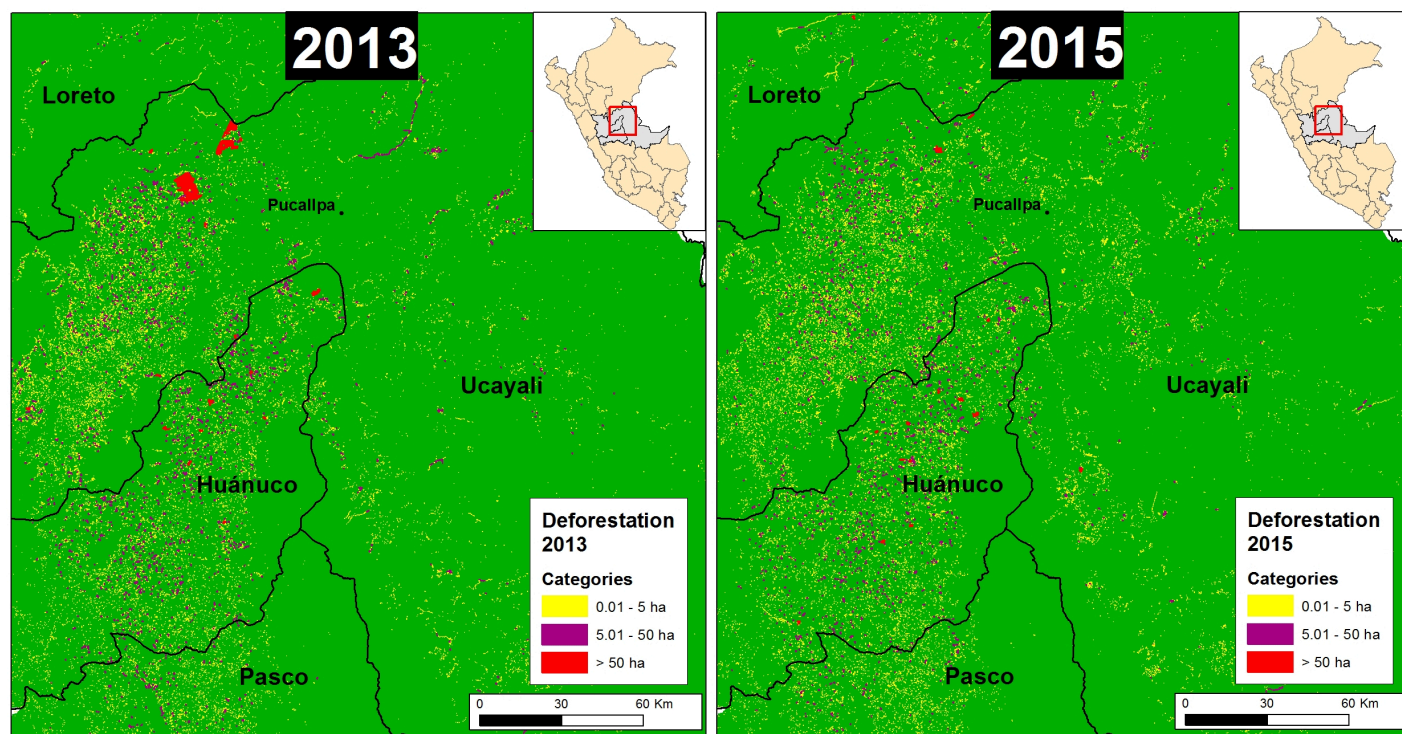 2013
Loreto
Pucallpa
Ucayali
Huánuco
Pasco
Deforestation
2013
Categories
0.01 - 5 ha
5.01 - 50 ha
> 50 ha
0 30 60 Km
2015
Loreto
Pucallpa
Ucayali
Huánuco
Pasco
Deforestation
2015
Categories
0.01 - 5 ha
5.01 - 50 ha
> 50 ha
0 30 60 Km